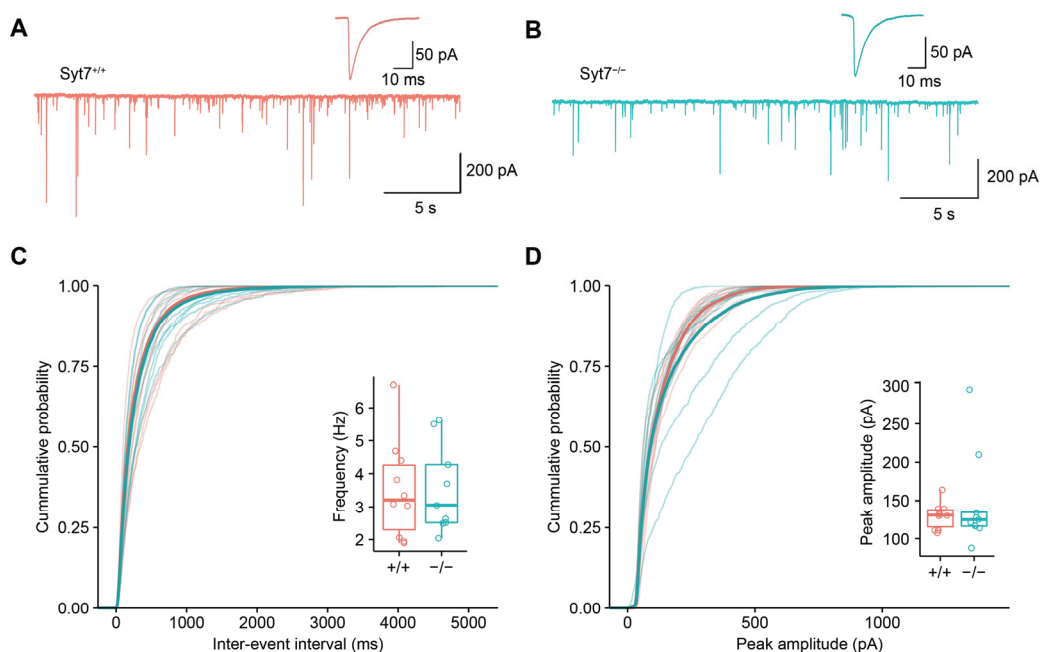 A
50 pA
10 ms
Syt7+/+
200 pA
5 s
B
50 pA
10 ms
Syt7−/−
200 pA
5 s
C
1.00
0.75
0.50
0.25
0.00
Cummulative probability
0
1000
2000
3000
4000
5000
Inter-event interval (ms)
6
5
4
3
2
Frequency (Hz)
+/+
−/−
D
1.00
0.75
0.50
0.25
0.00
Cummulative probability
0
500
1000
Peak amplitude (pA)
300
250
200
150
100
Peak amplitude (pA)
+/+
−/−